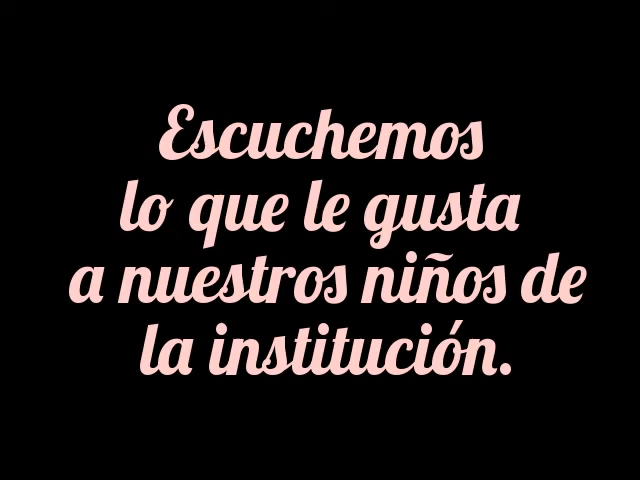 Escuchemos
lo que le gusta
a nuestros niños de
la institución.